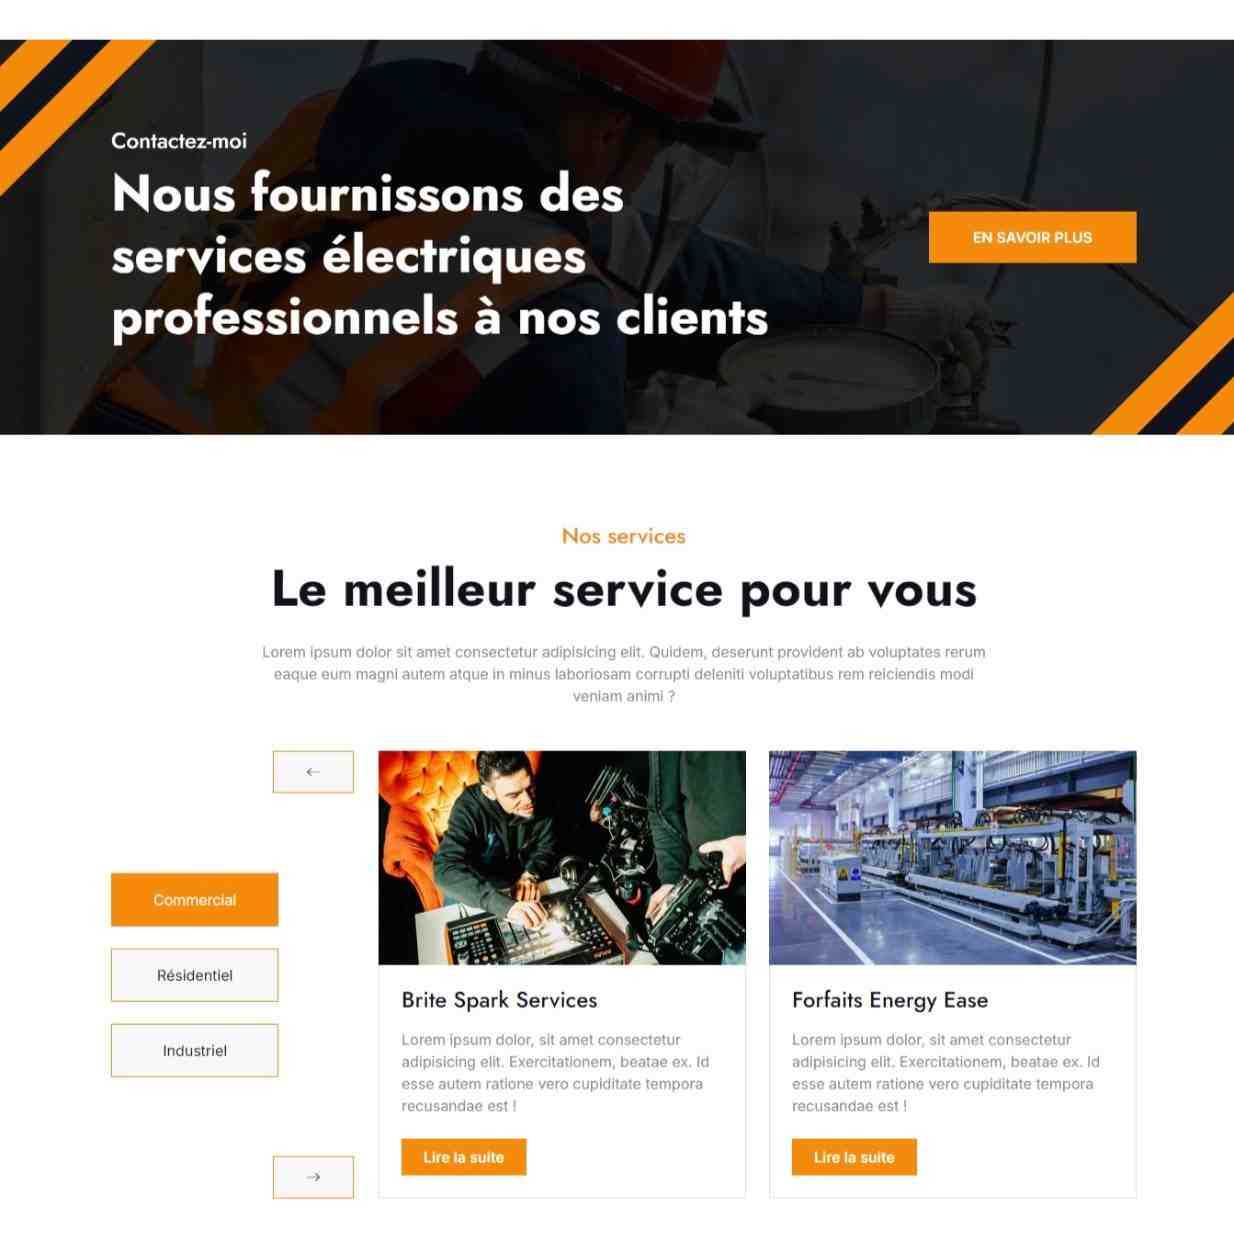 Contactez-moi
Nous fournissons des
services électriques
professionnels à nos clients
EN SAVOIR PLUS
Nos services
Le meilleur service pour vous
Lorem ipsum dolor sit amet consectetur adipisicing elit. Quidem, deserunt provident ab voluptates rerum
eaque eum magni autem atque in minus laboriosam corrupti deleniti voluptatibus rem reiciendis modi
veniam animi ?
←
Commercial
Résidentiel
Industriel
→
Brite Spark Services
Lorem ipsum dolor, sit amet consectetur
adipisicing elit. Exercitationem, beatae ex. Id
esse autem ratione vero cupiditate tempora
recusandae est !
Lire la suite
Forfaits Energy Ease
Lorem ipsum dolor, sit amet consectetur
adipisicing elit. Exercitationem, beatae ex. Id
esse autem ratione vero cupiditate tempora
recusandae est !
Lire la suite